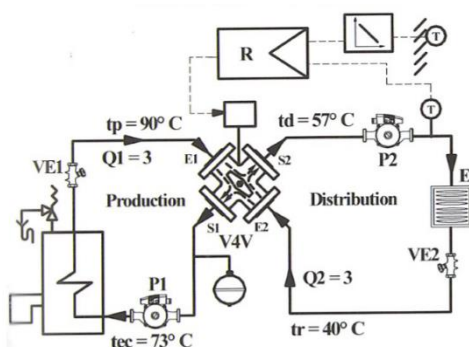 R
T
tp = 90° C
td = 57° C
T
Q1 = 3
E1
S2
P2
VE1
Production
Distribution
E
S1
V4V
E2
VE2
P1
Q2 = 3
tec = 73° C
tr = 40° C